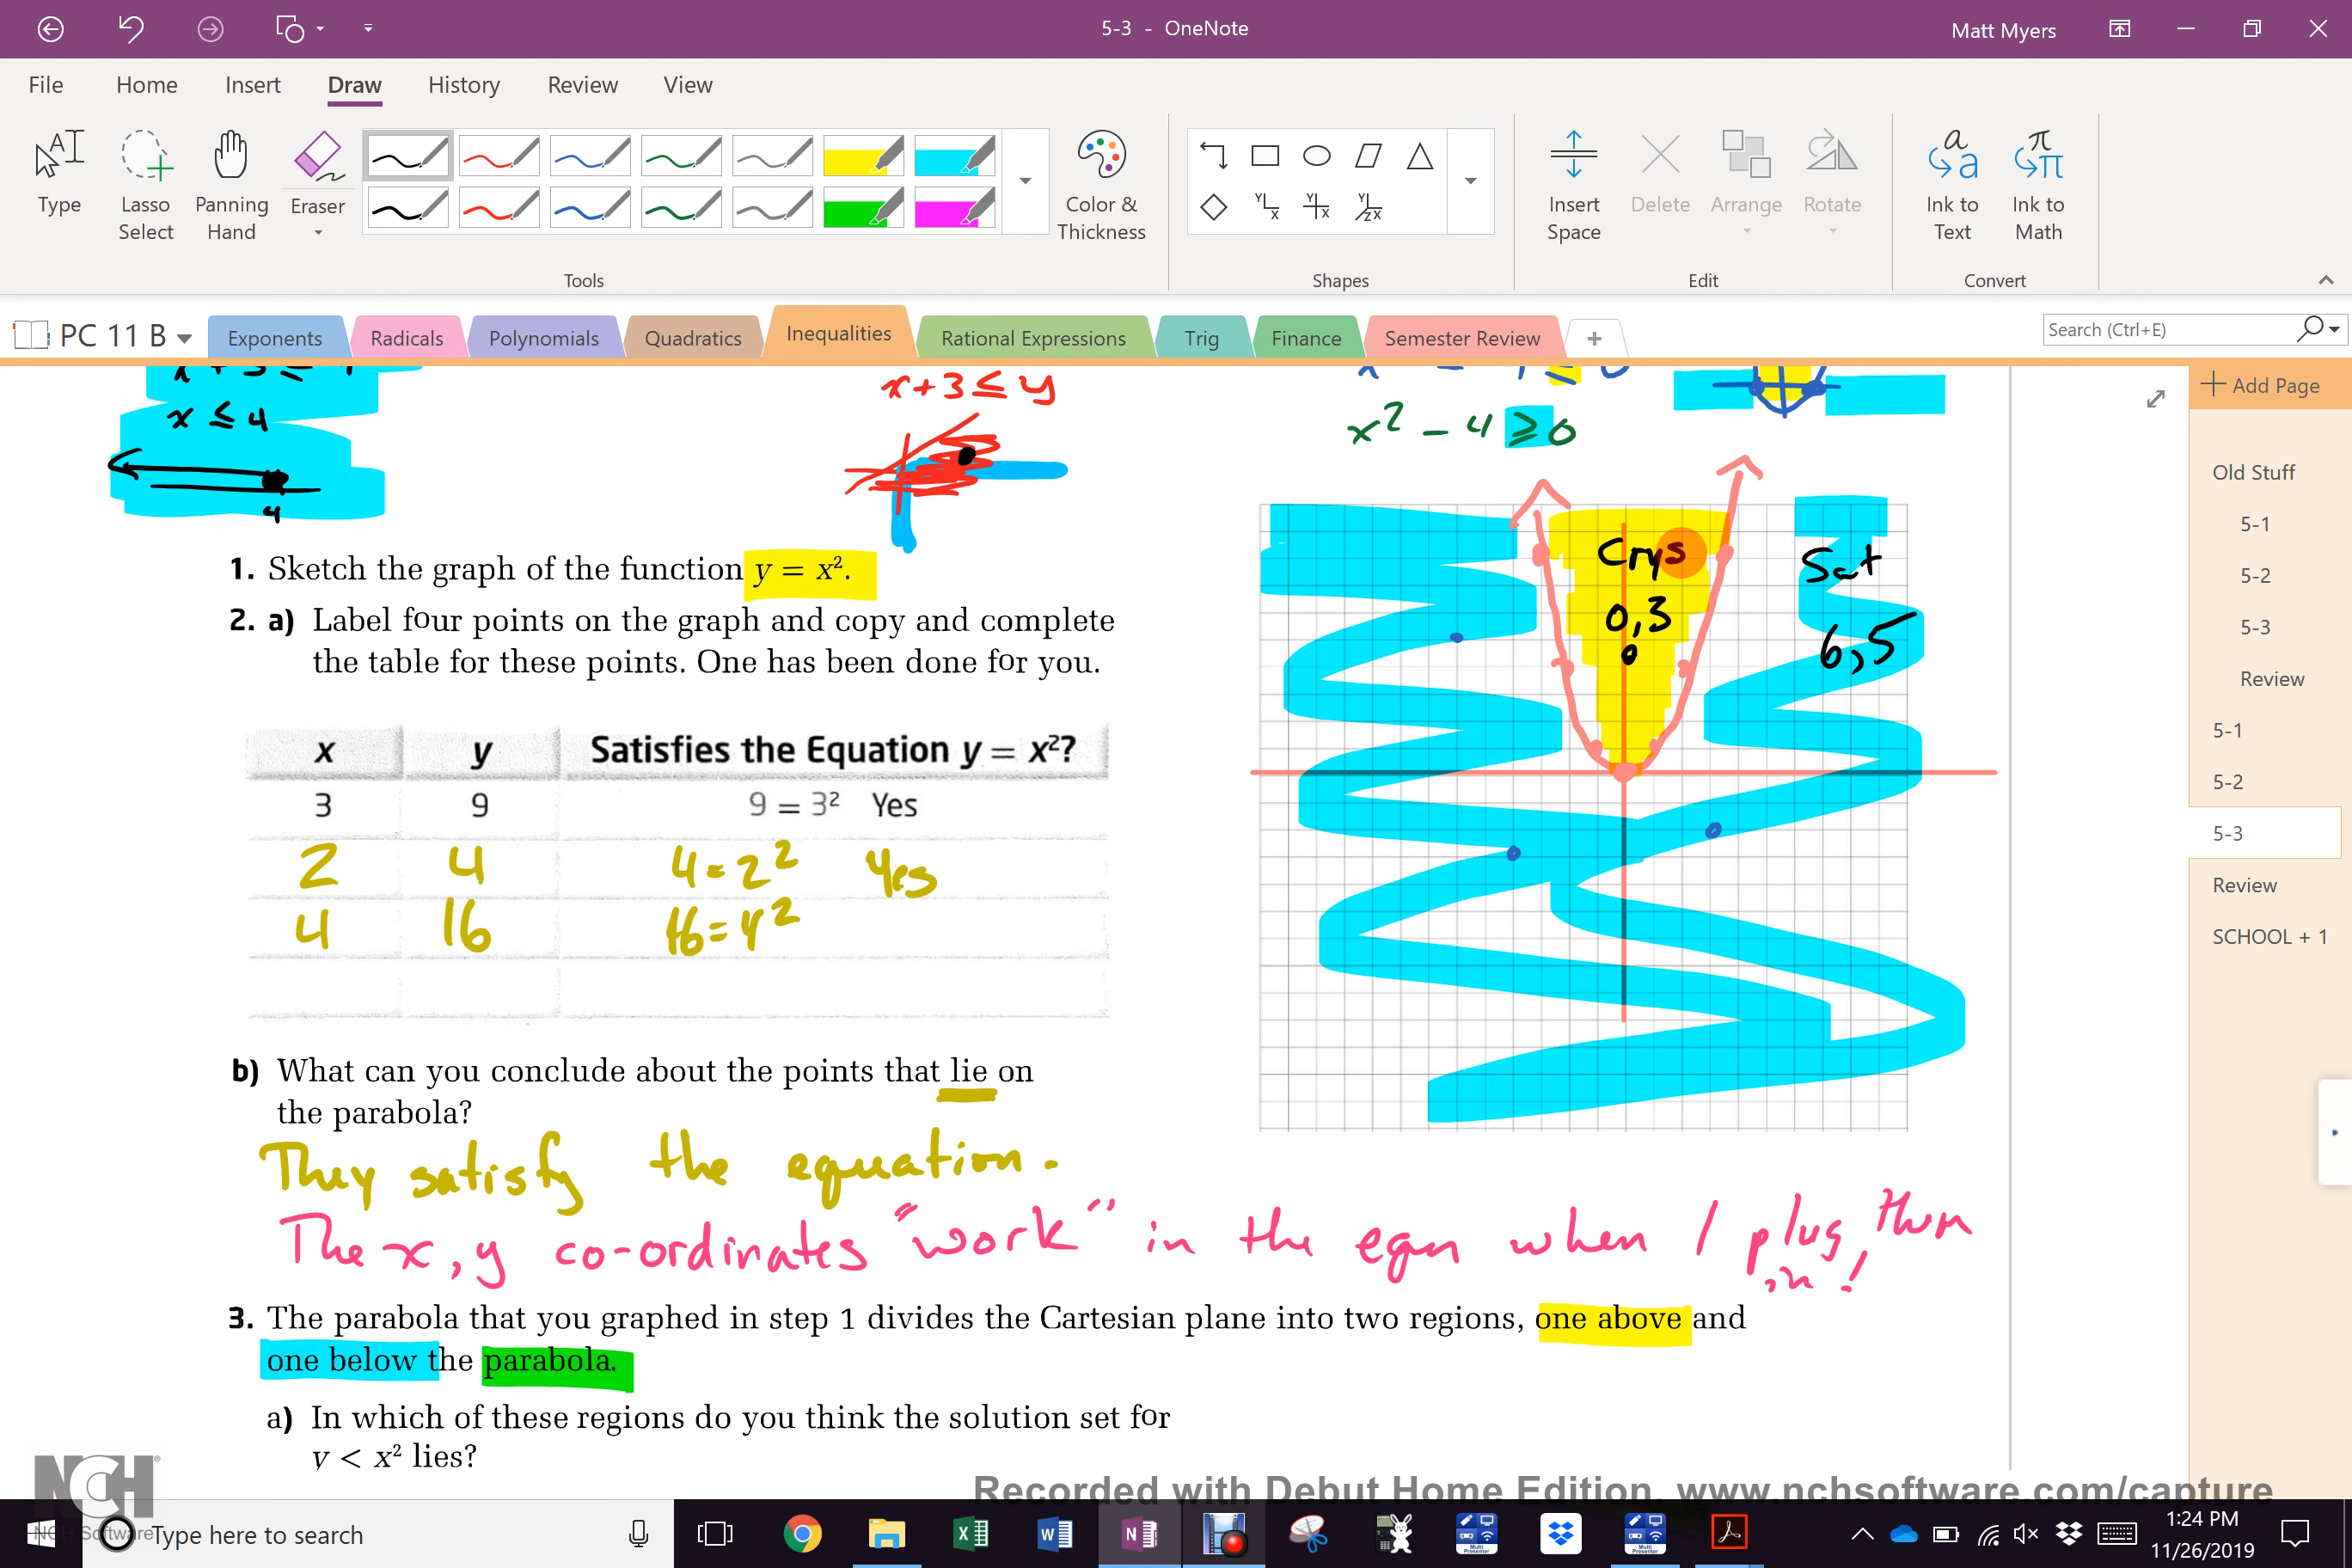 5-3 - OneNote
Matt Myers
File Home Insert Draw History Review View
Type
Lasso Select
Panning Hand
Eraser
Color & Thickness
Insert Space
Delete
Arrange
Rotate
Ink to Text
Ink to Math
Tools
Shapes
Edit
Convert
PC 11 B
Exponents Radicals Polynomials Quadratics Inequalities Rational Expressions Trig Finance Semester Review +
Search (Ctrl+E)
Add Page
Old Stuff
5-1
5-2
5-3
Review
5-1
5-2
5-3
Review
SCHOOL + 1
x ≤ 4
4
x+3 ≤ y
x² - 4 ≥ 0
1. Sketch the graph of the function y = x².
2. a) Label four points on the graph and copy and complete
the table for these points. One has been done for you.
x y Satisfies the Equation y = x²?
3 9 9 = 3² Yes
2 4 4 = 2² Yes
4 16 16 = 4²
Crys
0,3
Sat
6,5
b) What can you conclude about the points that lie on
the parabola?
They satisfy the equation.
The x, y co-ordinates "work" in the eqn when I plug them
in!
3. The parabola that you graphed in step 1 divides the Cartesian plane into two regions, one above and
one below the parabola.
a) In which of these regions do you think the solution set for
y < x² lies?
NCH®
NCH Software
Recorded with Debut Home Edition. www.nchsoftware.com/capture
Type here to search
1:24 PM
11/26/2019